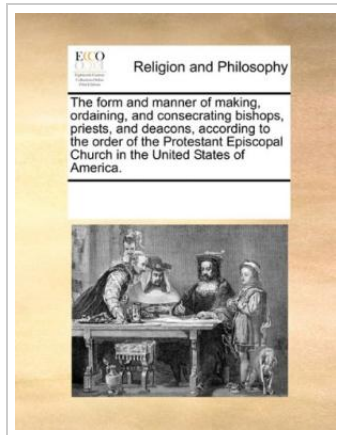 ECCO
Religion and Philosophy
The form and manner of making,
ordaining, and consecrating bishops,
priests, and deacons, according to
the order of the Protestant Episcopal
Church in the United States of
America.